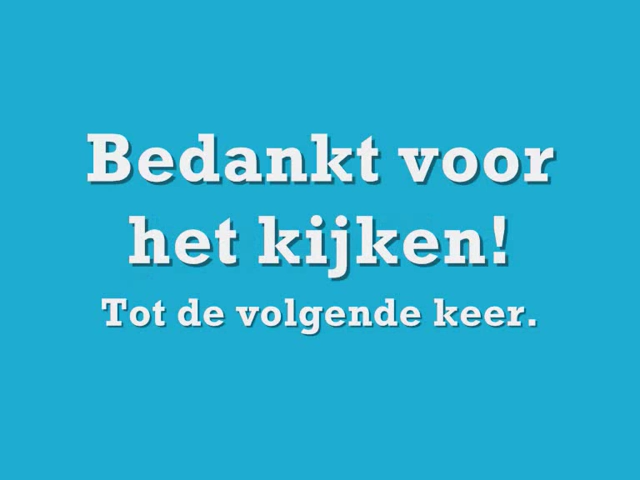 Bedankt voor
het kijken!
Tot de volgende keer.